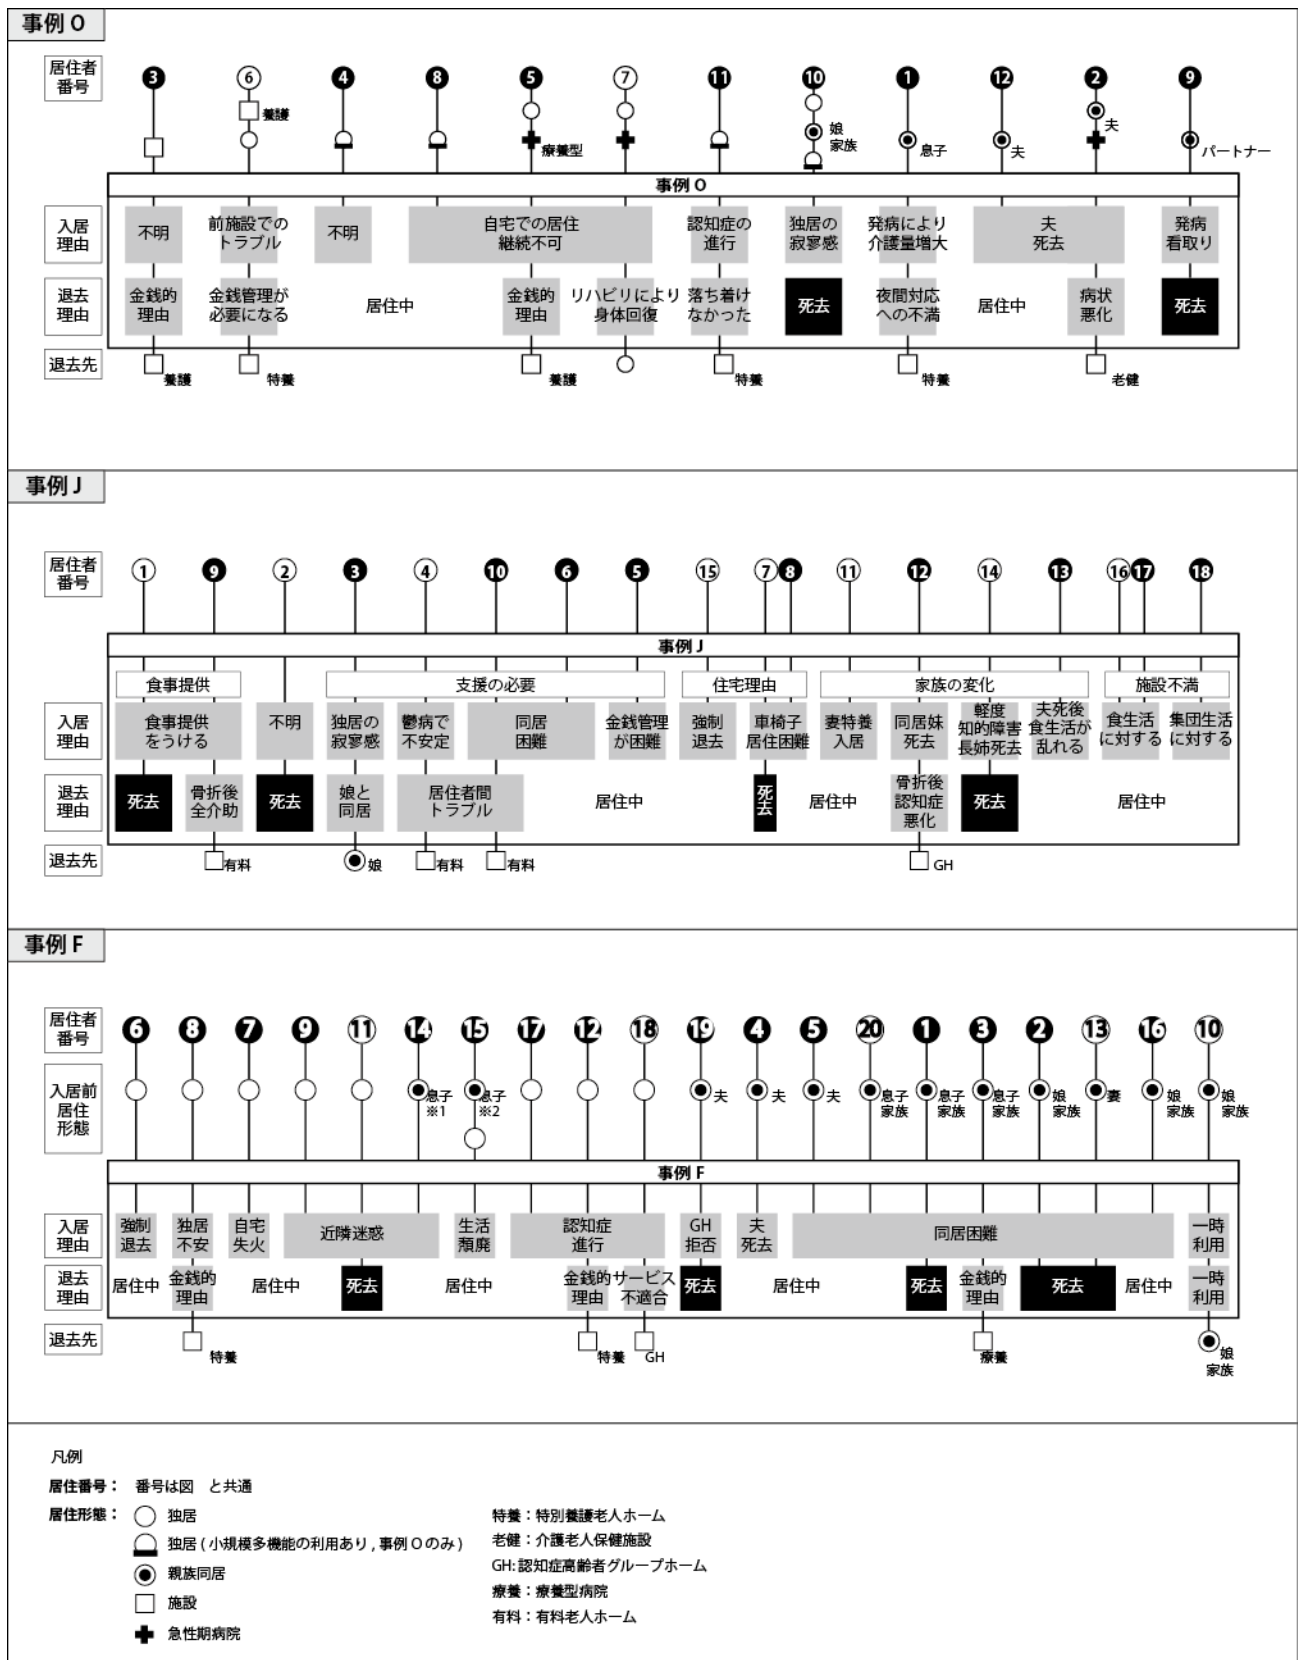 事例 O
居住者
番号
3 6 4 8 5 7 11 10 1 12 2 9
養護
療養型
娘
家族
息子
夫
夫
パートナー
事例 O
入居
理由
不明
前施設での
トラブル
不明
自宅での居住
継続不可
認知症の
進行
独居の
寂寥感
発病により
介護量増大
夫
死去
発病
看取り
退去
理由
金銭的
理由
金銭管理が
必要になる
居住中
金銭的
理由
リハビリにより
身体回復
落ち着け
なかった
死去
夜間対応
への不満
居住中
病状
悪化
死去
退去先
養護
特養
養護
特養
特養
老健
事例 J
居住者
番号
1 9 2 3 4 10 6 5 15 7 8 11 12 14 13 16 17 18
事例 J
食事提供
支援の必要
住宅理由
家族の変化
施設不満
入居
理由
食事提供
をうける
不明
独居の
寂寥感
鬱病で
不安定
同居
困難
金銭管理
が困難
強制
退去
車椅子
居住困難
妻特養
入居
同居妹
死去
軽度
知的障害
長姉死去
夫死後
食生活が
乱れる
食生活
に対する
集団生活
に対する
退去
理由
死去
骨折後
全介助
死去
娘と
同居
居住者間
トラブル
居住中
死去
居住中
骨折後
認知症
悪化
死去
居住中
退去先
有料
娘
有料
有料
GH
事例 F
居住者
番号
6 8 7 9 11 14 15 17 12 18 19 4 5 20 1 3 2 13 16 10
入居前
居住
形態
息子
※1
息子
※2
夫
夫
夫
息子
家族
息子
家族
息子
家族
娘
家族
妻
娘
家族
娘
家族
事例 F
入居
理由
強制
退去
独居
不安
自宅
失火
近隣迷惑
生活
頽廃
認知症
進行
GH
拒否
夫
死去
同居困難
一時
利用
退去
理由
居住中
金銭的
理由
居住中
死去
居住中
金銭的
理由
サービス
不適合
死去
居住中
死去
金銭的
理由
死去
居住中
一時
利用
退去先
特養
特養
GH
療養
娘
家族
凡例
居住番号： 番号は図 と共通
居住形態： 独居
独居 ( 小規模多機能の利用あり , 事例 O のみ )
親族同居
施設
急性期病院
特養：特別養護老人ホーム
老健：介護老人保健施設
GH: 認知症高齢者グループホーム
療養：療養型病院
有料：有料老人ホーム